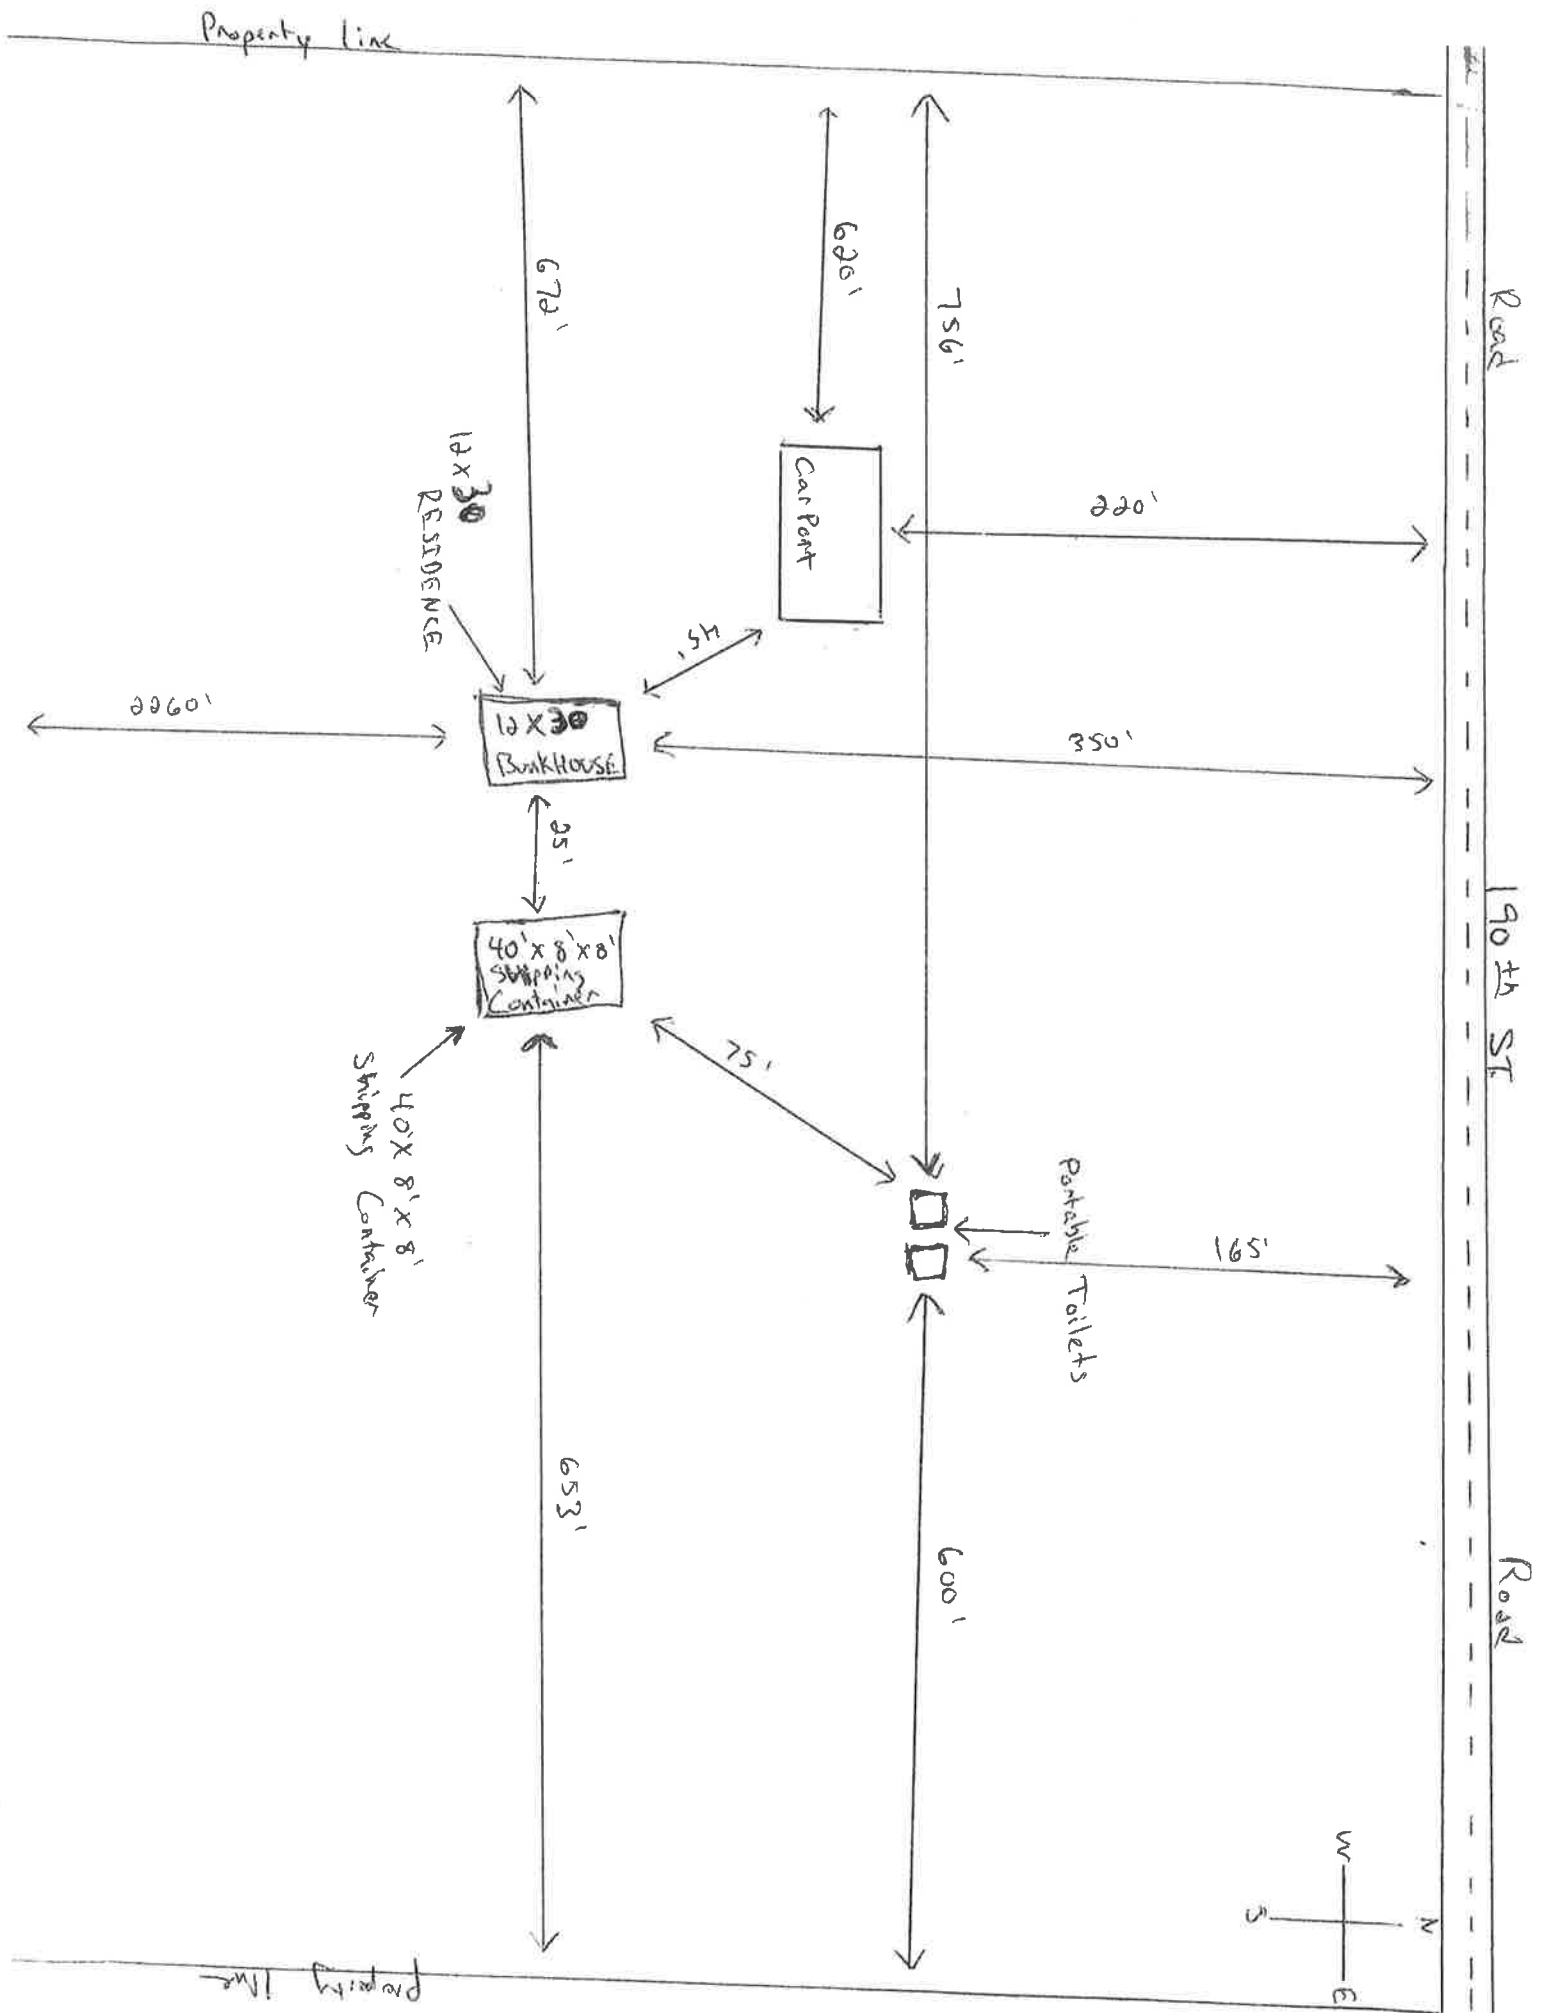 Road
190th ST.
Road
N
W
E
S
Property Line
property line
220'
350'
165'
756'
620'
Portable Toilets
600'
Car Port
45'
75'
672'
12X30
BunkHOUSE
25'
40'x8'x8'
Shipping
Container
653'
12x30
RESIDENCE
40'X8'x8'
Shipping Container
2260'